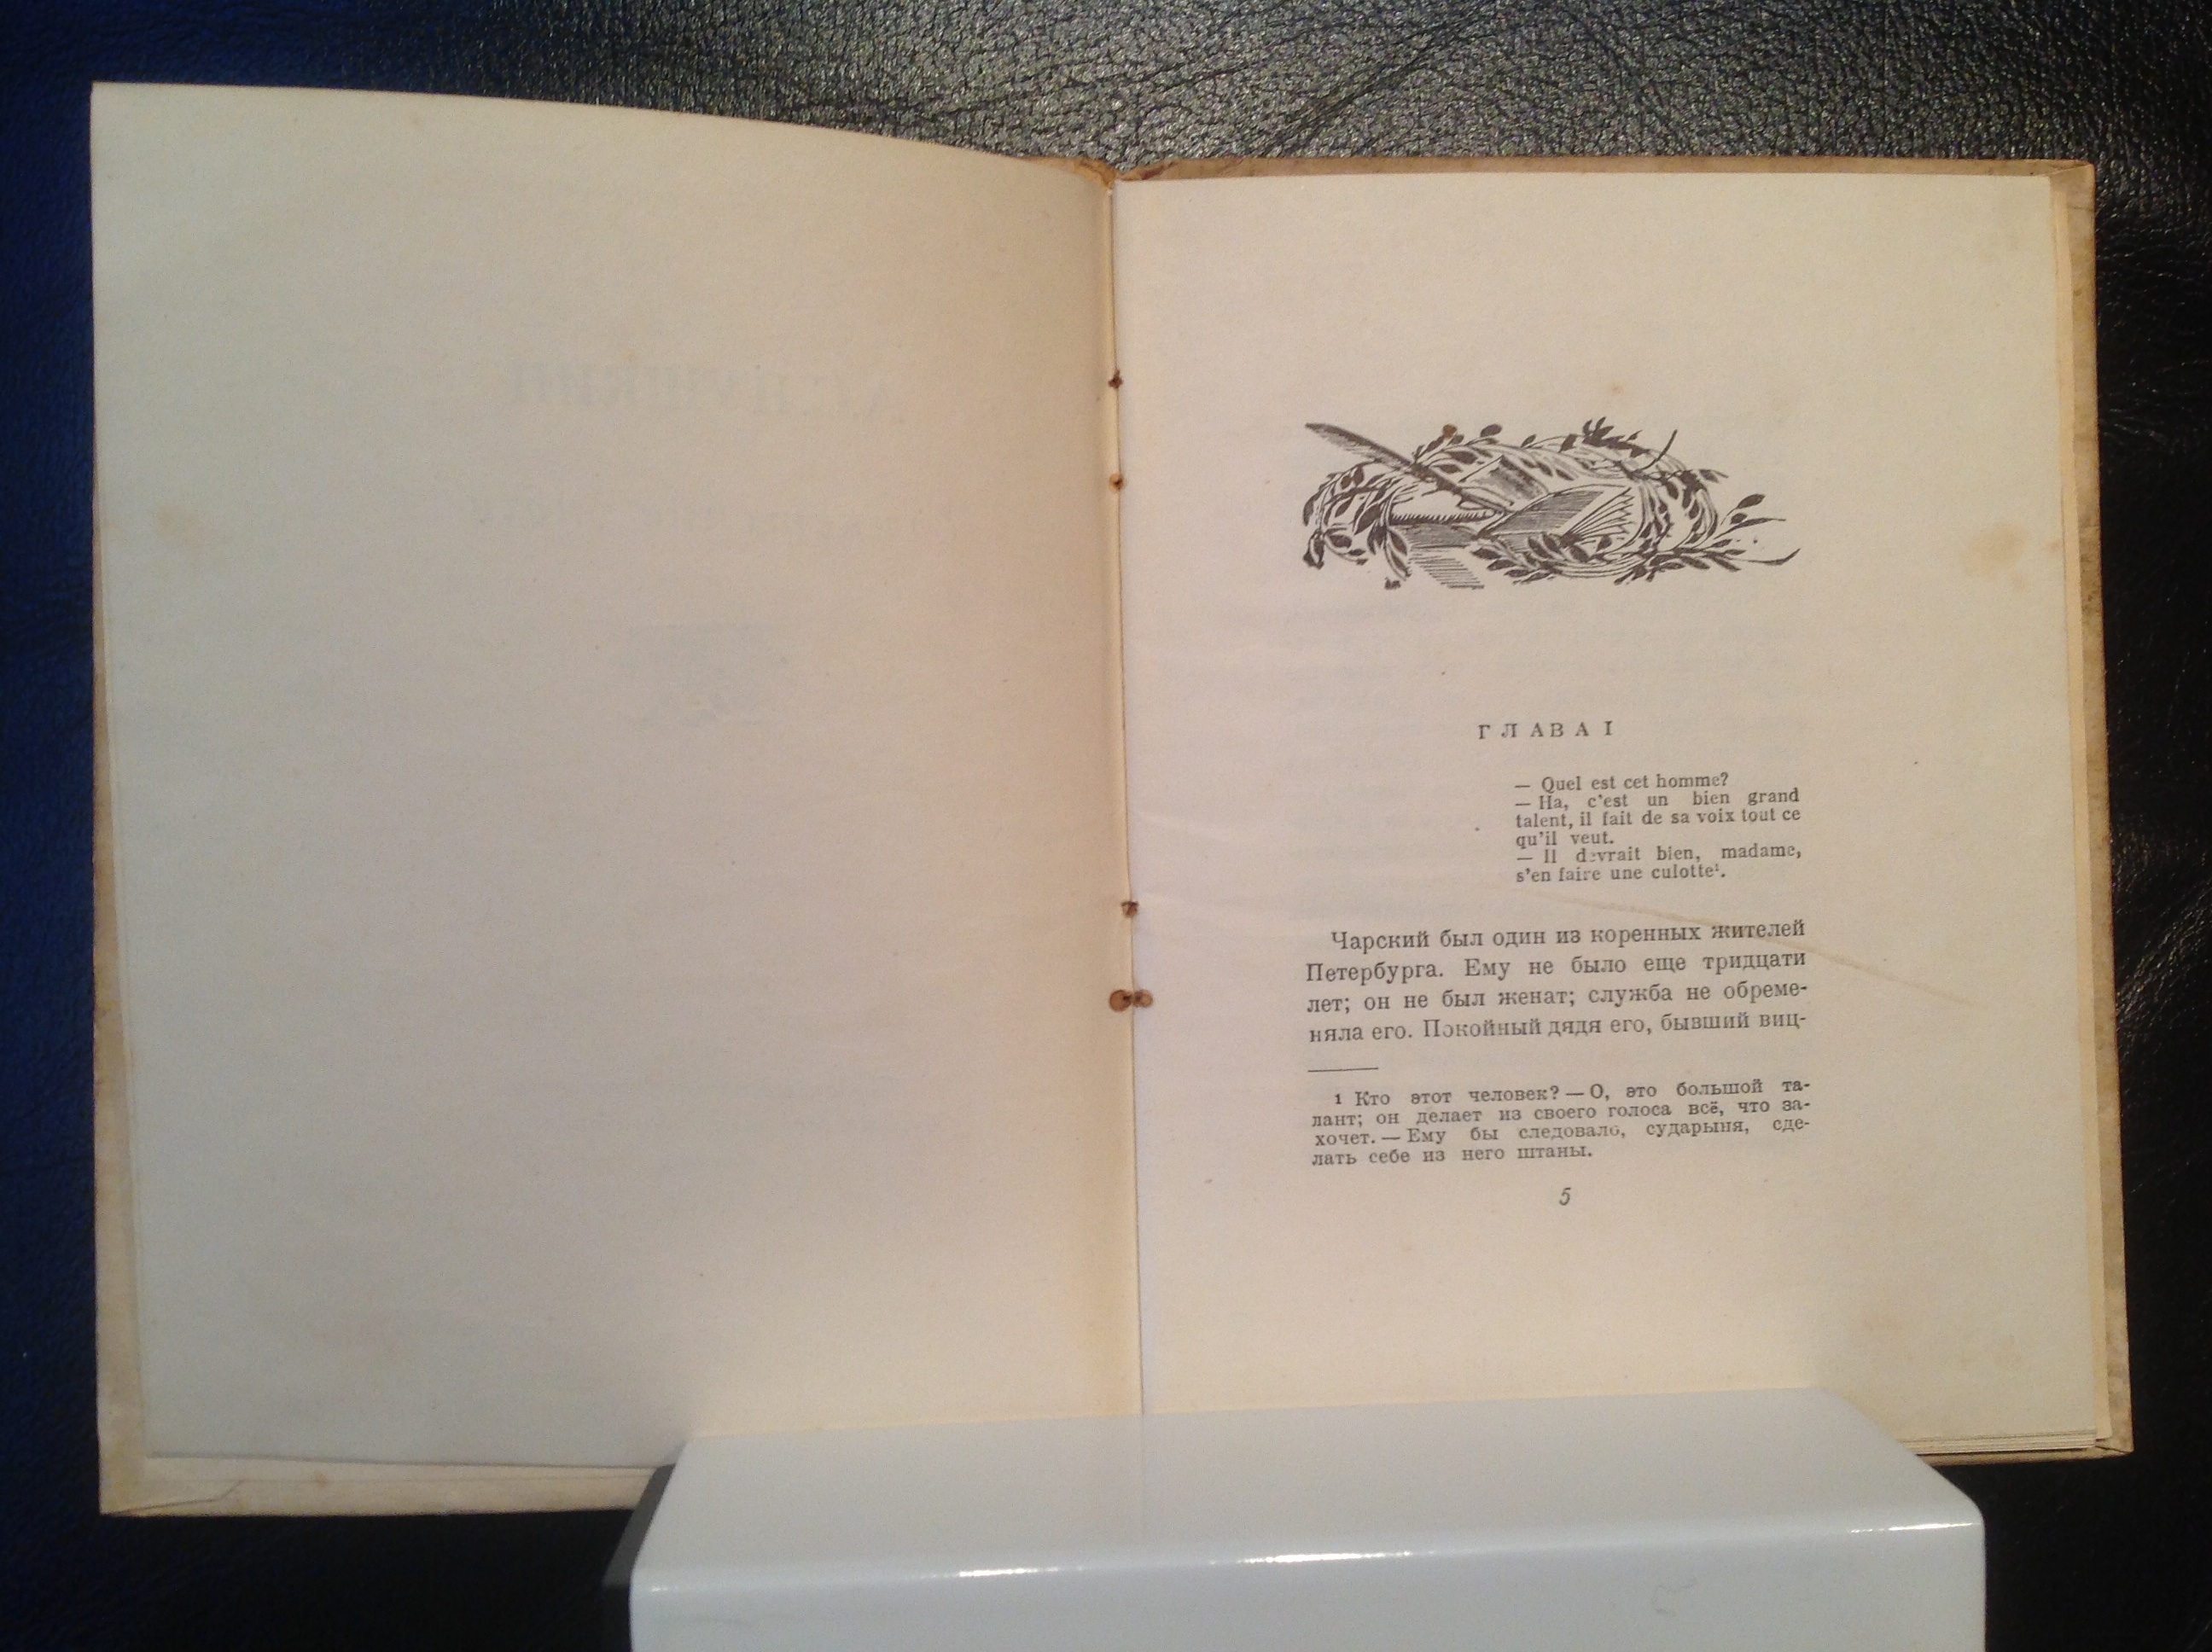 ГЛАВА I
— Quel est cet homme?
— Ha, c'est un bien grand
talent, il fait de sa voix tout ce
qu'il veut.
— Il devrait bien, madame,
s'en faire une culotte¹.
Чарский был один из коренных жителей
Петербурга. Ему не было еще тридцати
лет; он не был женат; служба не обреме-
няла его. Покойный дядя его, бывший виц-
1 Кто этот человек? — О, это большой та-
лант; он делает из своего голоса всё, что за-
хочет. — Ему бы следовало, сударыня, сде-
лать себе из него штаны.
5